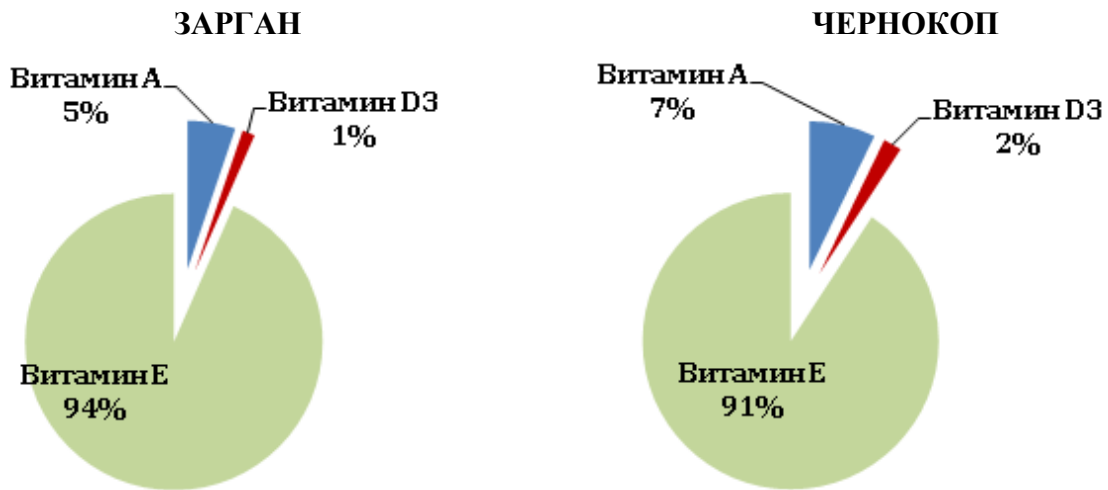 ЗАРГАН
Витамин А
5%
Витамин D3
1%
Витамин Е
94%
ЧЕРНОКОП
Витамин А
7%
Витамин D3
2%
Витамин Е
91%